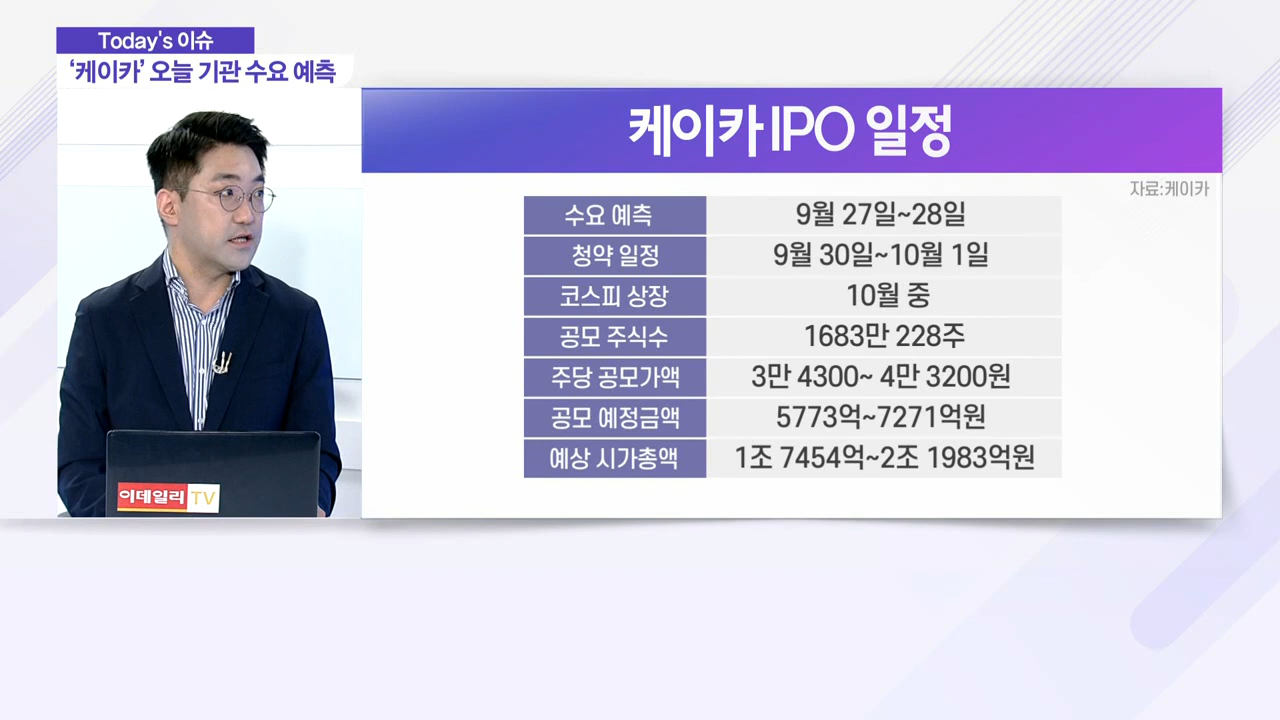 Today's 이슈
‘케이카’ 오늘 기관 수요 예측
케이카 IPO 일정
자료:케이카
수요 예측 9월 27일~28일
청약 일정 9월 30일~10월 1일
코스피 상장 10월 중
공모 주식수 1683만 228주
주당 공모가액 3만 4300~ 4만 3200원
공모 예정금액 5773억~7271억원
예상 시가총액 1조 7454억~2조 1983억원
이데일리 TV